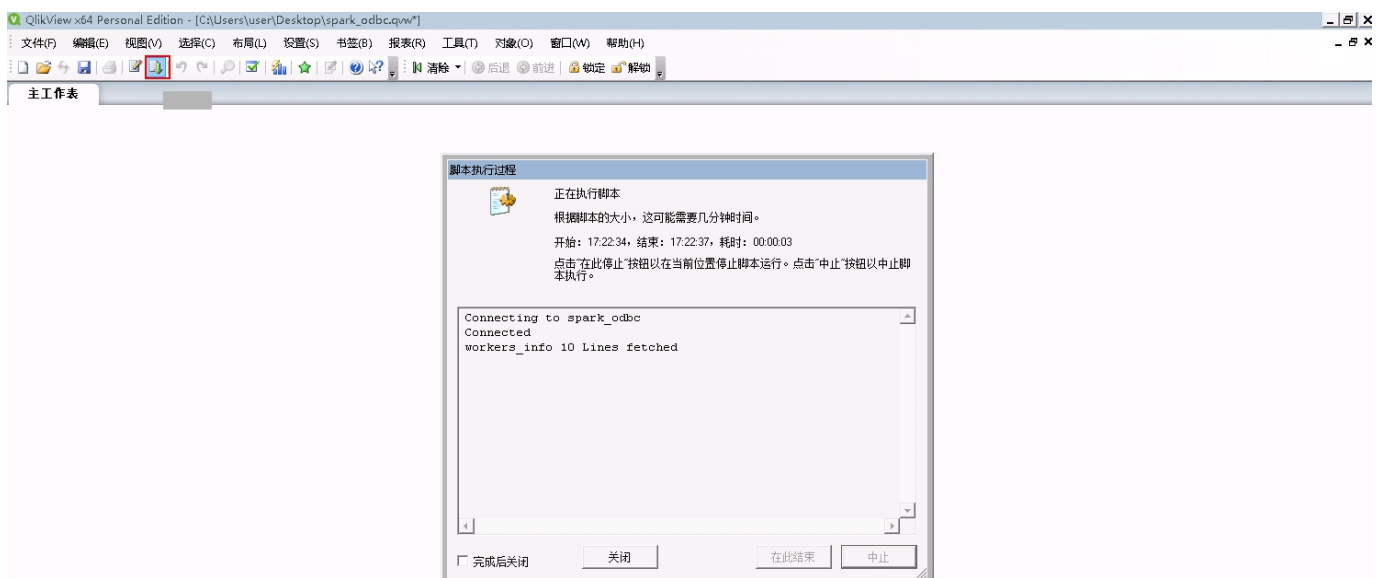 QlikView x64 Personal Edition - [C:\Users\user\Desktop\spark_odbc.qvw*]
文件(F) 编辑(E) 视图(V) 选择(C) 布局(L) 设置(S) 书签(B) 报表(R) 工具(T) 对象(O) 窗口(W) 帮助(H)
清除 后退 前进 锁定 解锁
主工作表
脚本执行过程
正在执行脚本
根据脚本的大小，这可能需要几分钟时间。
开始：17:22:34，结束：17:22:37，耗时：00:00:03
点击“在此停止”按钮以在当前位置停止脚本运行。点击“中止”按钮以中止脚
本执行。
Connecting to spark_odbc
Connected
workers_info 10 Lines fetched
完成后关闭 关闭 在此结束 中止